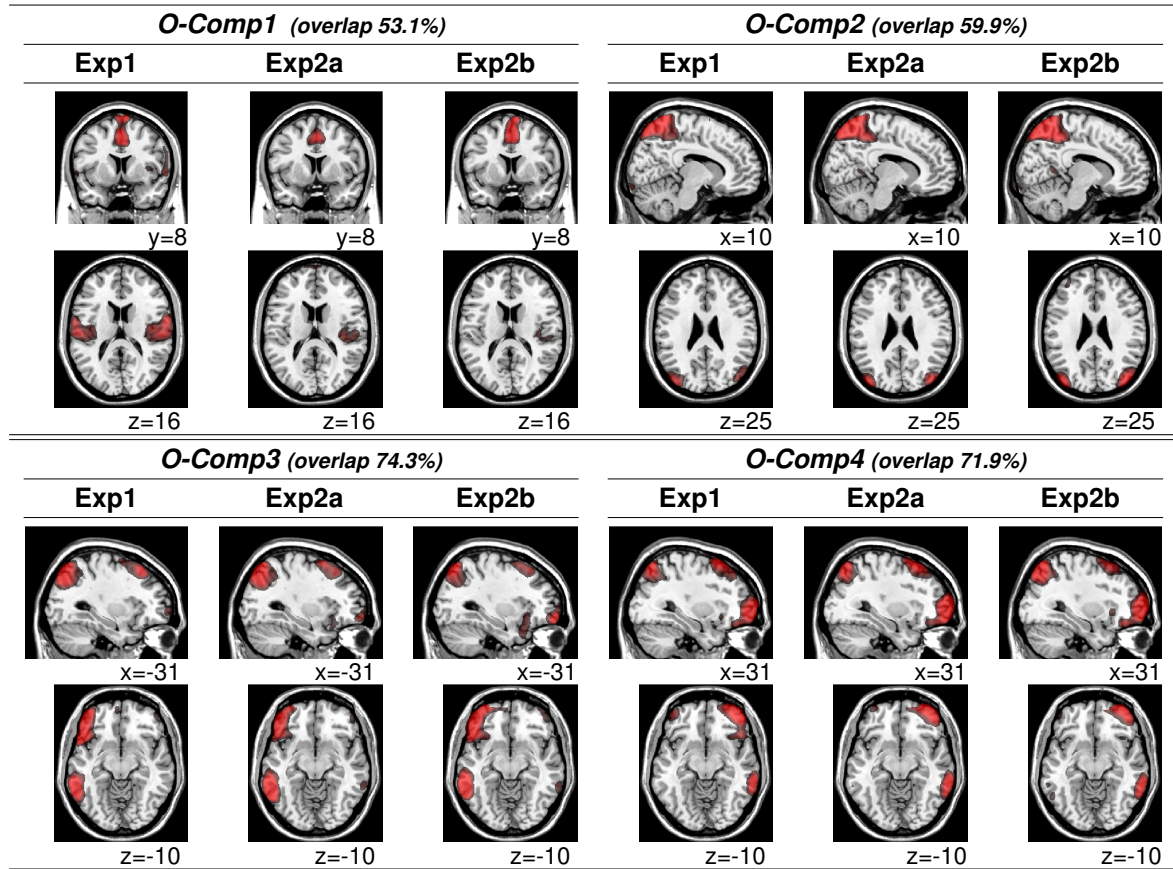 O-Comp1 (overlap 53.1%) O-Comp2 (overlap 59.9%)
Exp1 Exp2a Exp2b Exp1 Exp2a Exp2b
y=8 y=8 y=8 x=10 x=10 x=10
z=16 z=16 z=16 z=25 z=25 z=25
O-Comp3 (overlap 74.3%) O-Comp4 (overlap 71.9%)
Exp1 Exp2a Exp2b Exp1 Exp2a Exp2b
x=-31 x=-31 x=-31 x=31 x=31 x=31
z=-10 z=-10 z=-10 z=-10 z=-10 z=-10